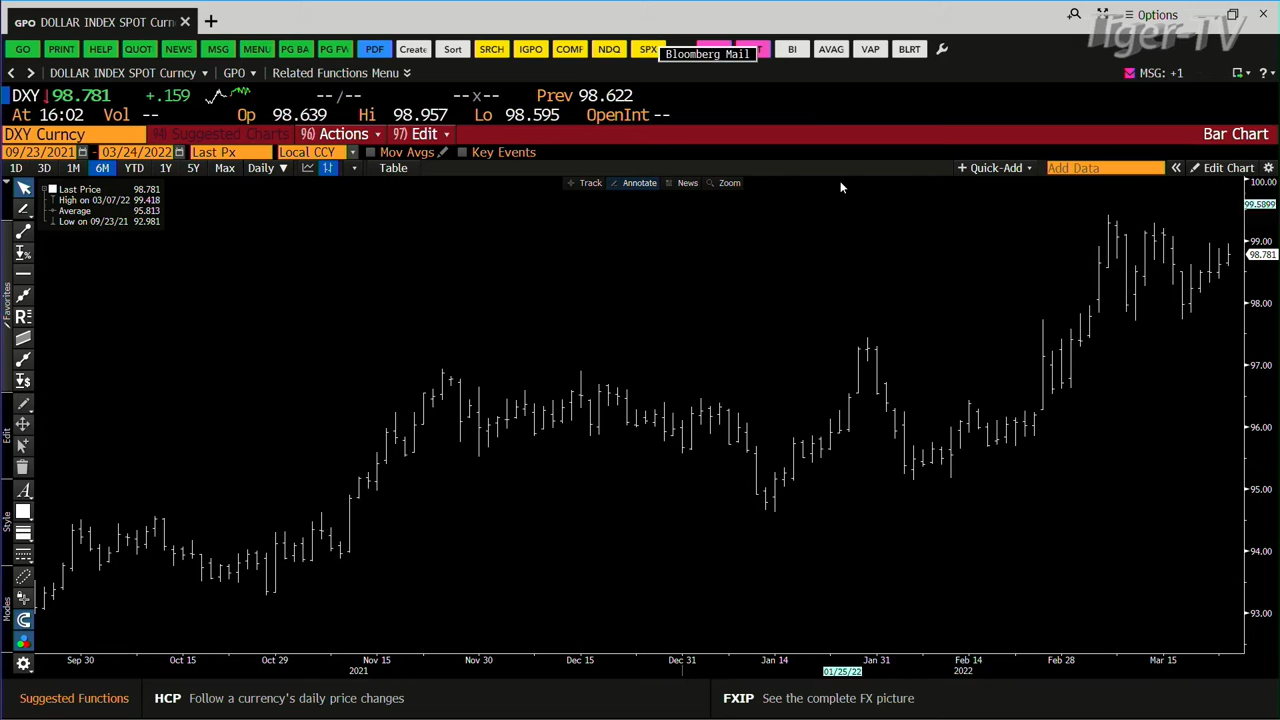 GPO DOLLAR INDEX SPOT Curn × +
Options
Tiger-TV
GO PRINT HELP QUOT NEWS MSG MENU PG BA PG FV PDF Create Sort SRCH IGPO COMF NDQ SPX BI AVAG VAP BLRT
Bloomberg Mail
DOLLAR INDEX SPOT Curncy GPO Related Functions Menu MSG: +1
DXY 98.781 +.159 --/-- --x-- Prev 98.622
At 16:02 Vol -- Op 98.639 Hi 98.957 Lo 98.595 OpenInt --
DXY Curncy 94) Suggested Charts 96) Actions 97) Edit Bar Chart
09/23/2021 - 03/24/2022 Last Px Local CCY Mov Avgs Key Events
1D 3D 1M 6M YTD 1Y 5Y Max Daily Table + Quick-Add Add Data Edit Chart
Track Annotate News Zoom
Last Price 98.781
High on 03/07/22 99.418
Average 95.813
Low on 09/23/21 92.981
100.00
99.5899
99.00
98.781
98.00
97.00
96.00
95.00
94.00
93.00
Favorites
Edit
Style
Modes
Sep 30 Oct 15 Oct 29 Nov 15 Nov 30 Dec 15 Dec 31 Jan 14 Jan 31 Feb 14 Feb 28 Mar 15
2021 01/25/22 2022
Suggested Functions HCP Follow a currency's daily price changes FXIP See the complete FX picture